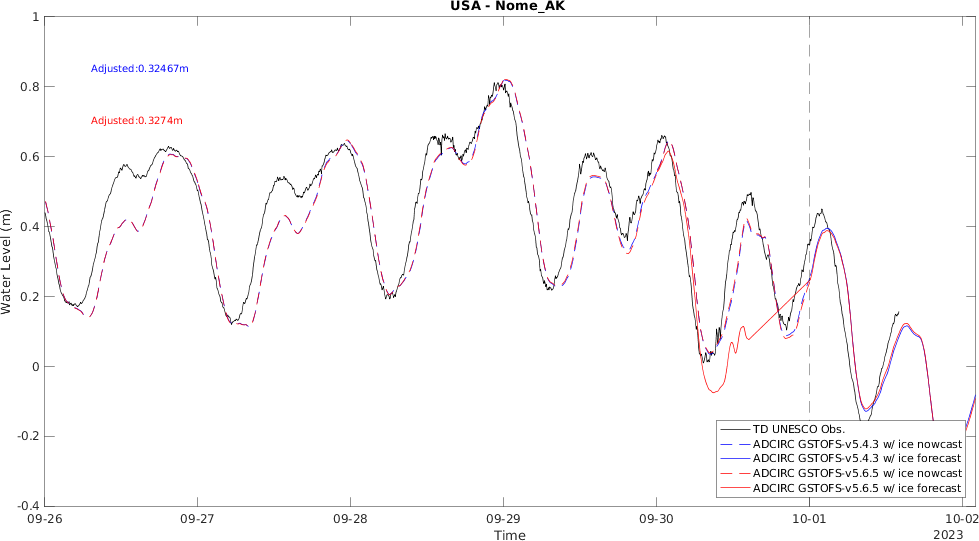 USA - Nome_AK
1
0.8
0.6
0.4
0.2
0
-0.2
-0.4
Water Level (m)
Adjusted:0.32467m
Adjusted:0.3274m
TD UNESCO Obs.
ADCIRC GSTOFS-v5.4.3 w/ ice nowcast
ADCIRC GSTOFS-v5.4.3 w/ ice forecast
ADCIRC GSTOFS-v5.6.5 w/ ice nowcast
ADCIRC GSTOFS-v5.6.5 w/ ice forecast
09-26 09-27 09-28 09-29 09-30 10-01 10-02
Time
2023